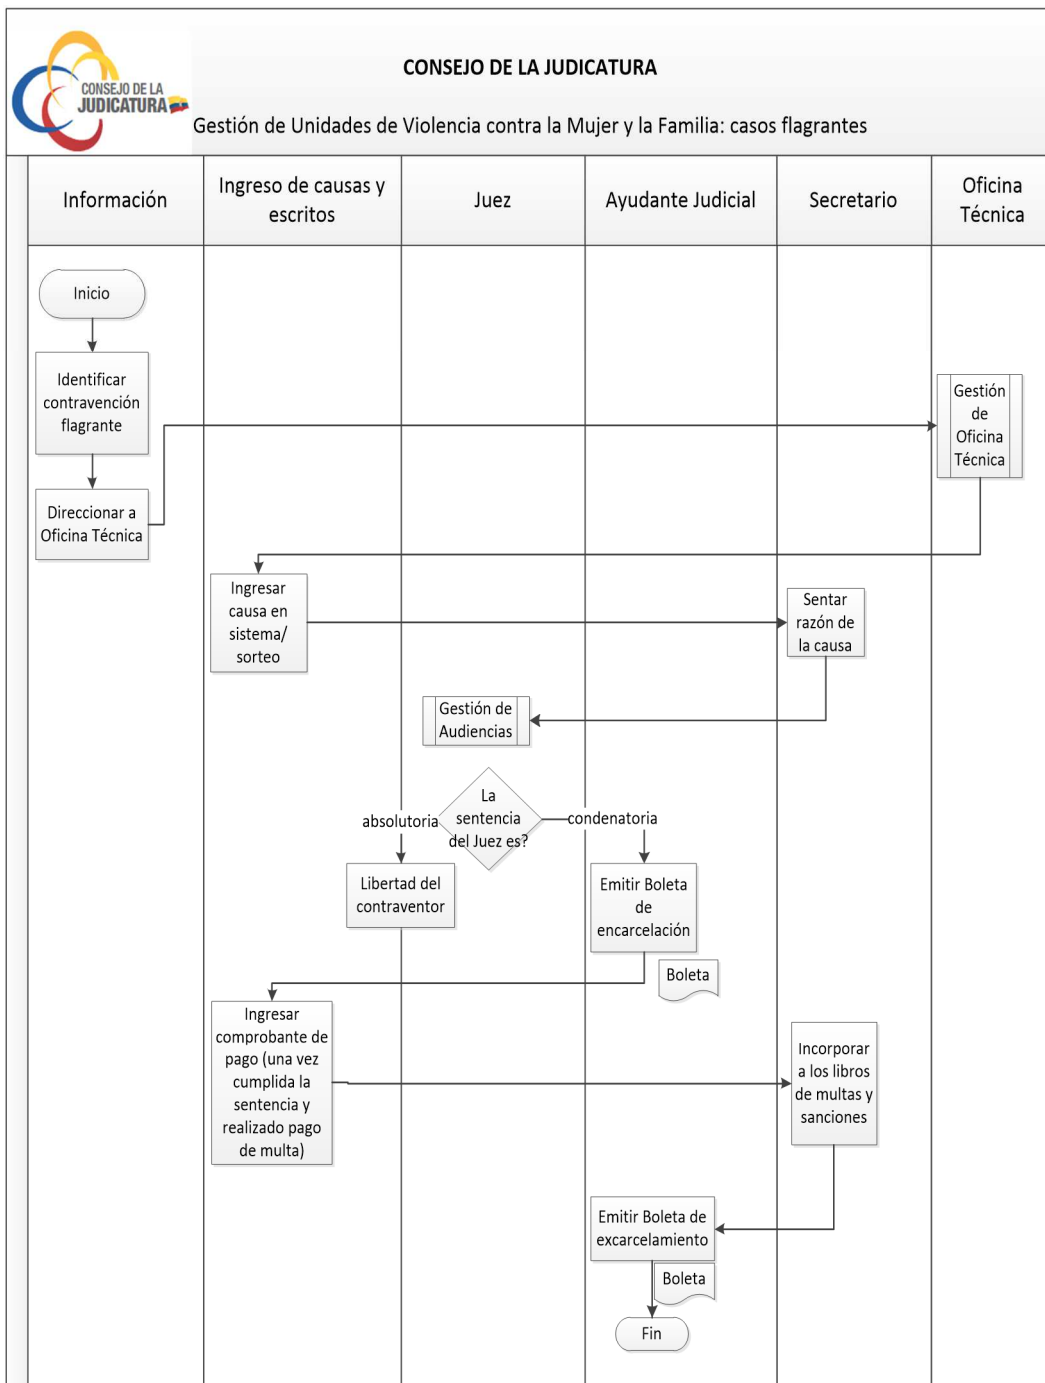 CONSEJO DE LA
JUDICATURA
CONSEJO DE LA JUDICATURA
Gestión de Unidades de Violencia contra la Mujer y la Familia: casos flagrantes
Información
Ingreso de causas y
escritos
Juez
Ayudante Judicial
Secretario
Oficina
Técnica
Inicio
Identificar
contravención
flagrante
Gestión
de
Oficina
Técnica
Direccionar a
Oficina Técnica
Ingresar
causa en
sistema/
sorteo
Sentar
razón de
la causa
Gestión de
Audiencias
La
sentencia
del Juez es?
absolutoria
condenatoria
Libertad del
contraventor
Emitir Boleta
de
encarcelación
Boleta
Ingresar
comprobante de
pago (una vez
cumplida la
sentencia y
realizado pago
de multa)
Incorporar
a los libros
de multas y
sanciones
Emitir Boleta de
excarcelamiento
Boleta
Fin